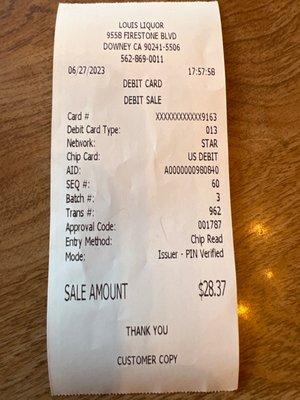 LOUIS LIQUOR
9558 FIRESTONE BLVD
DOWNEY CA 90241-5506
562-869-0011
06/27/2023 17:57:58
DEBIT CARD
DEBIT SALE
Card # XXXXXXXXXXXX9163
Debit Card Type: 013
Network: STAR
Chip Card: US DEBIT
AID: A0000000980840
SEQ #: 60
Batch #: 3
Trans #: 962
Approval Code: 001787
Entry Method: Chip Read
Mode: Issuer - PIN Verified
SALE AMOUNT $28.37
THANK YOU
CUSTOMER COPY